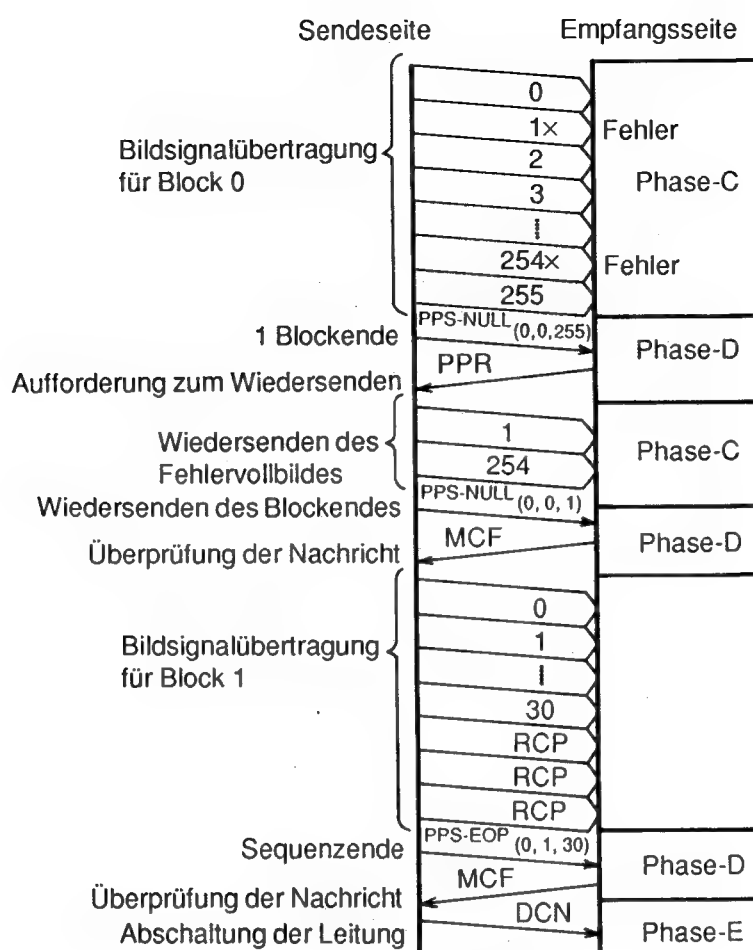 Sendeseite Empfangsseite
0
1× Fehler
Bildsignalübertragung
für Block 0
2
3
Phase-C
254× Fehler
255
PPS-NULL (0,0,255)
1 Blockende
Phase-D
PPR
Aufforderung zum Wiedersenden
1
Wiedersenden des
Fehlervollbildes
254
Phase-C
PPS-NULL (0, 0, 1)
Wiedersenden des Blockendes
MCF
Phase-D
Überprüfung der Nachricht
0
Bildsignalübertragung
für Block 1
1
30
RCP
RCP
RCP
PPS-EOP (0, 1, 30)
Sequenzende
Phase-D
MCF
Überprüfung der Nachricht
DCN
Abschaltung der Leitung
Phase-E